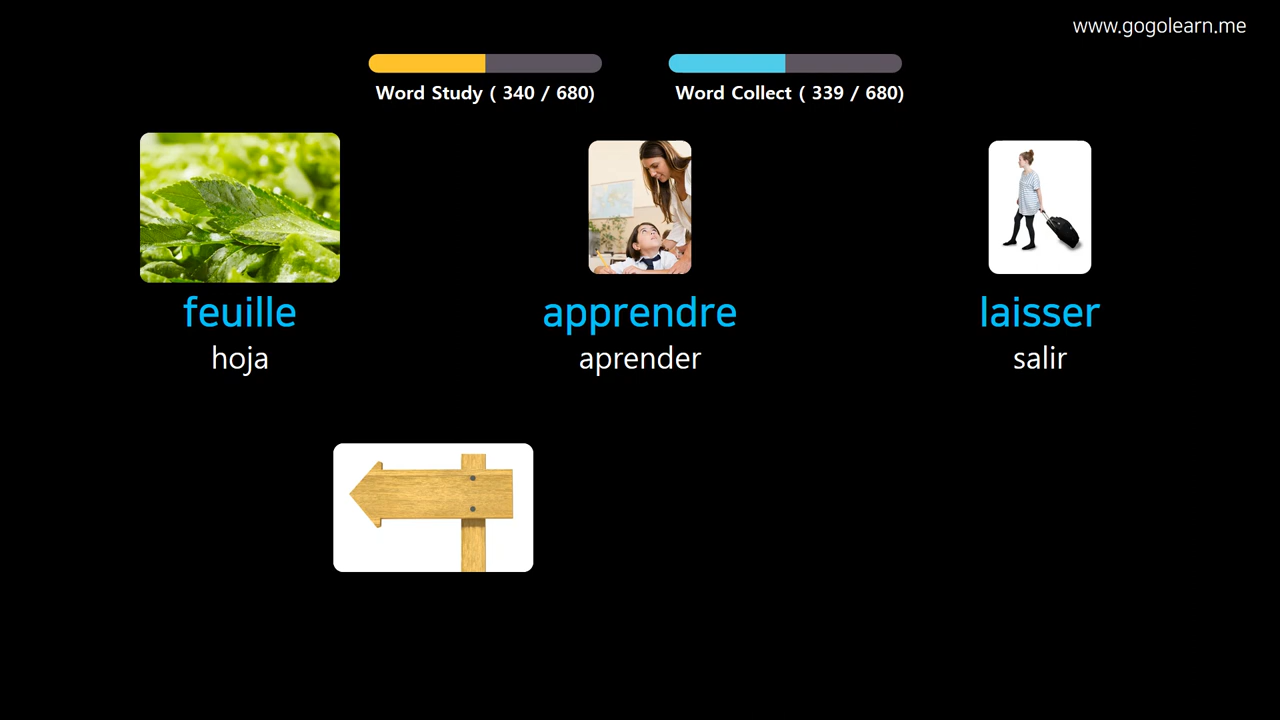 www.gogolearn.me
Word Study ( 340 / 680)
Word Collect ( 339 / 680)
feuille
apprendre
laisser
hoja
aprender
salir